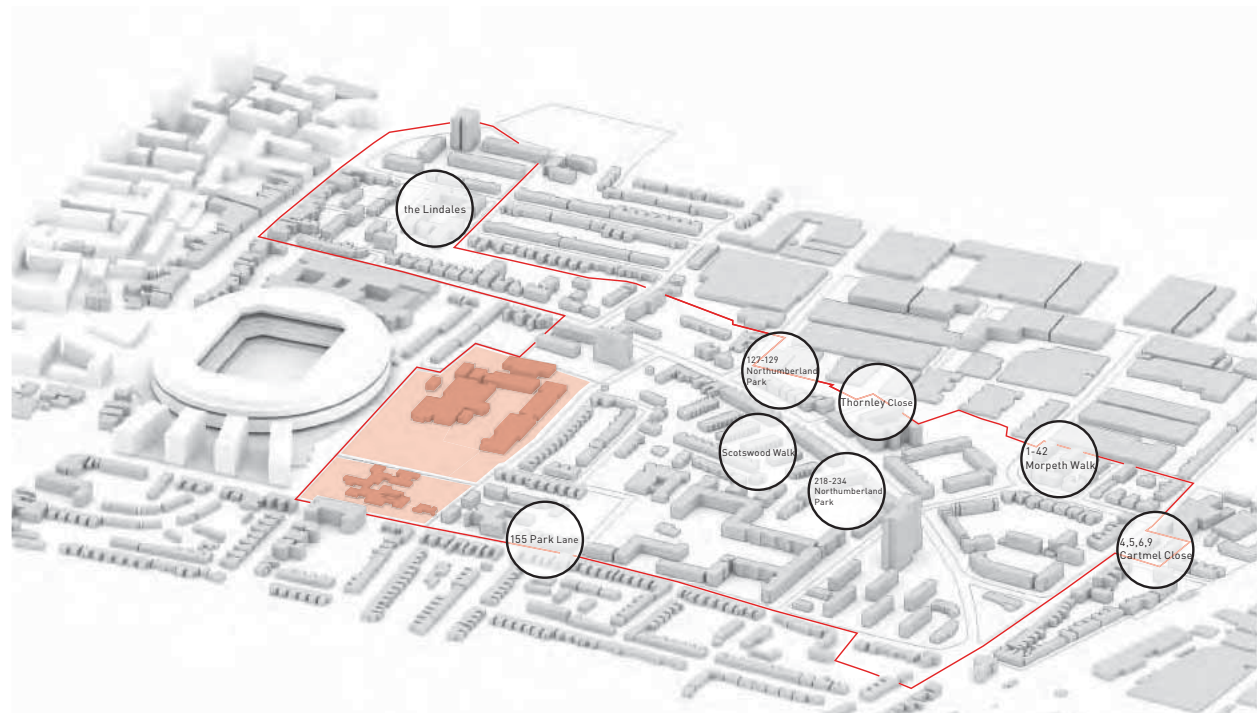 the Lindales
127-129
Northumberland
Park
Thornley Close
Scotswood Walk
1-42
Morpeth Walk
218-234
Northumberland
Park
155 Park Lane
4,5,6,9
Cartmel Close